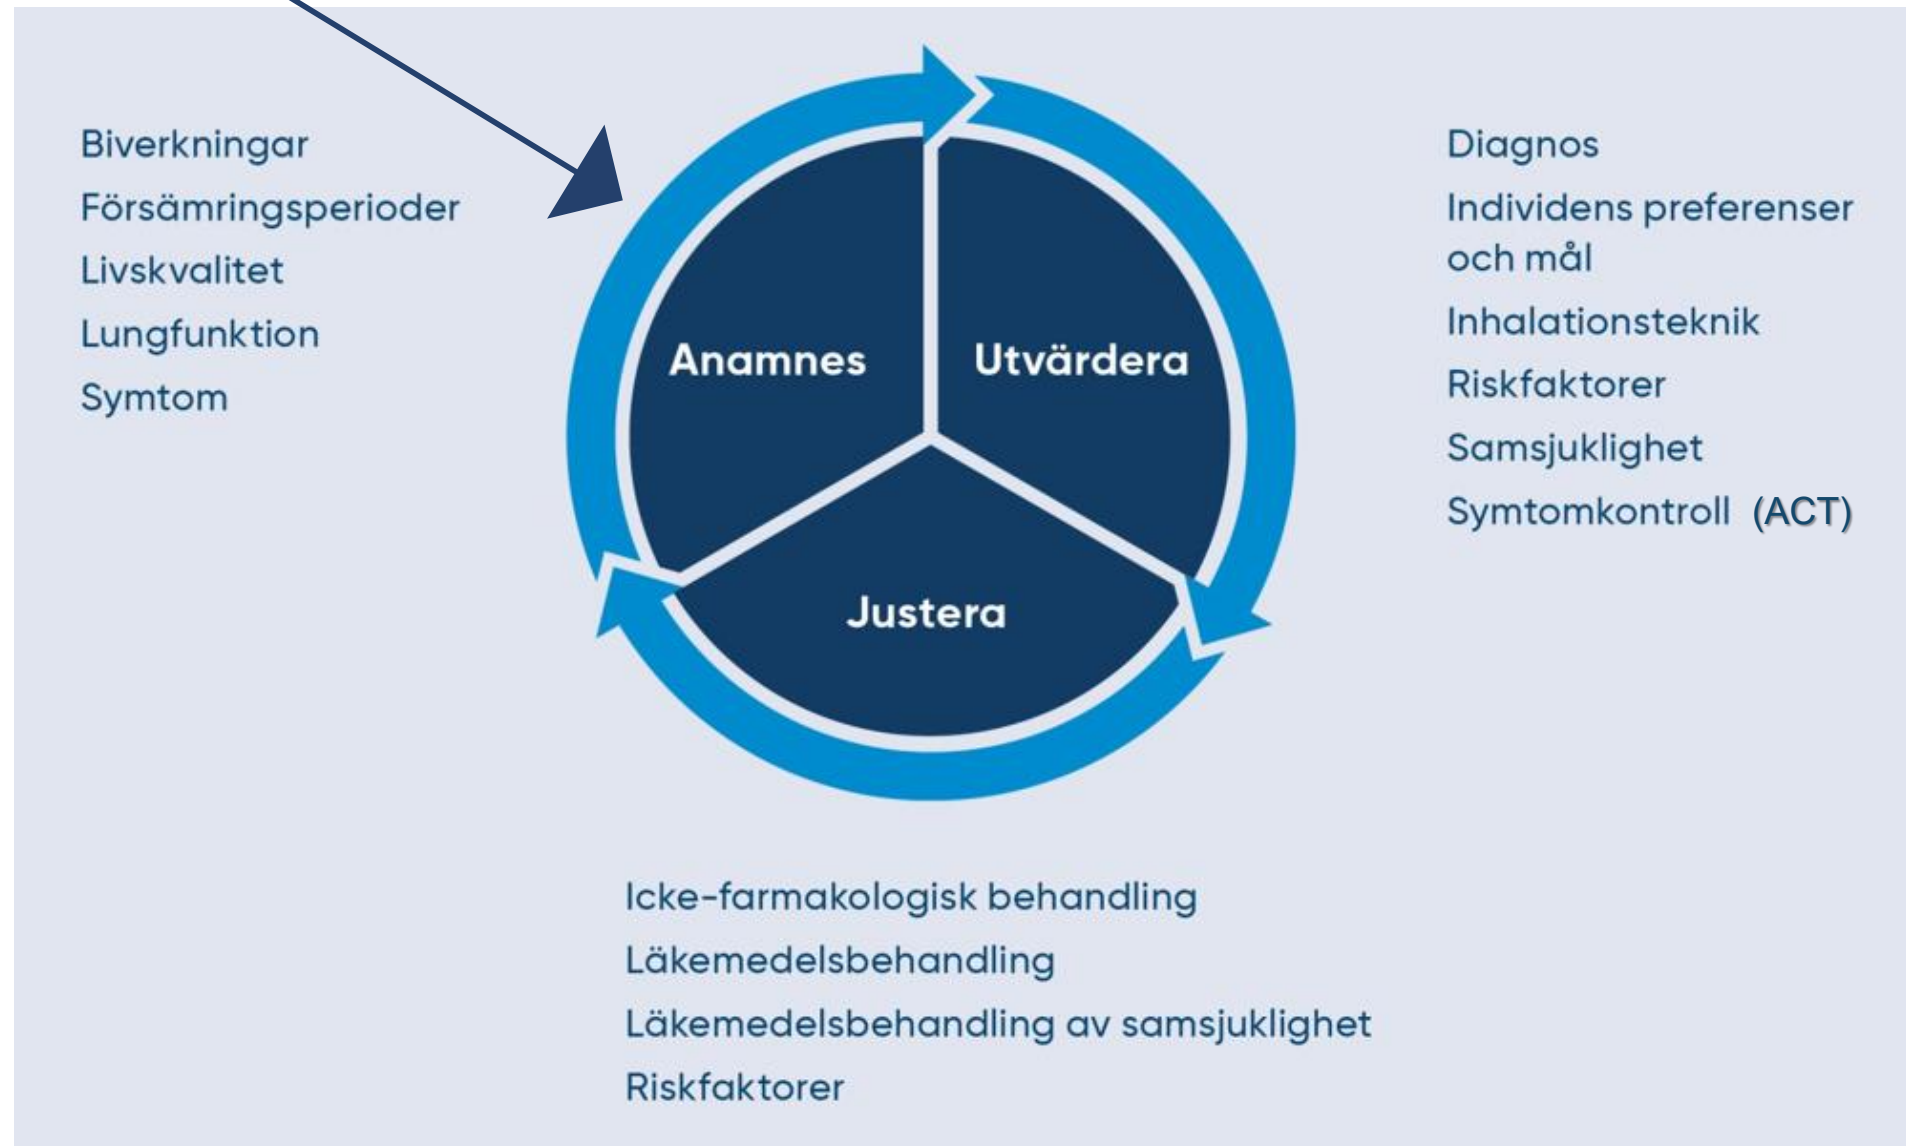 Biverkningar
Försämringsperioder
Livskvalitet
Lungfunktion
Symtom
Anamnes
Utvärdera
Justera
Diagnos
Individens preferenser
och mål
Inhalationsteknik
Riskfaktorer
Samsjuklighet
Symtomkontroll (ACT)
Icke-farmakologisk behandling
Läkemedelsbehandling
Läkemedelsbehandling av samsjuklighet
Riskfaktorer